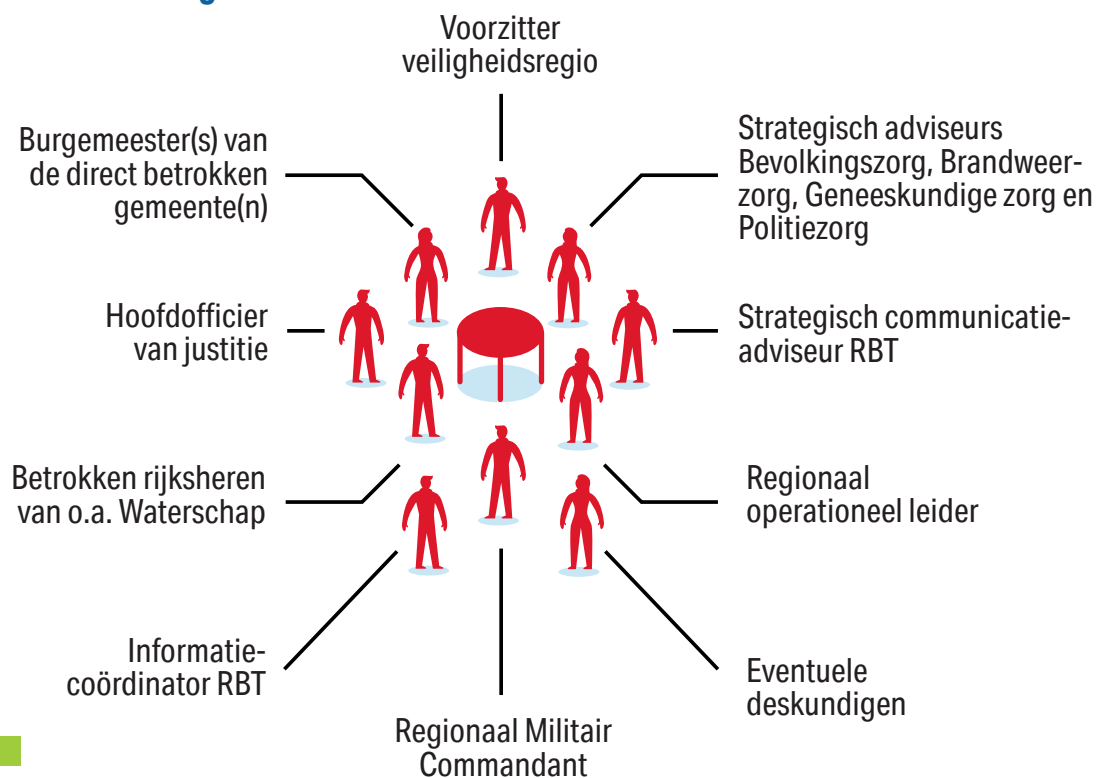 Voorzitter
veiligheidsregio
Burgemeester(s) van
de direct betrokken
gemeente(n)
Strategisch adviseurs
Bevolkingszorg, Brandweer-
zorg, Geneeskundige zorg en
Politiezorg
Hoofdofficier
van justitie
Strategisch communicatie-
adviseur RBT
Betrokken rijksheren
van o.a. Waterschap
Regionaal
operationeel leider
Informatie-
coördinator RBT
Eventuele
deskundigen
Regionaal Militair
Commandant